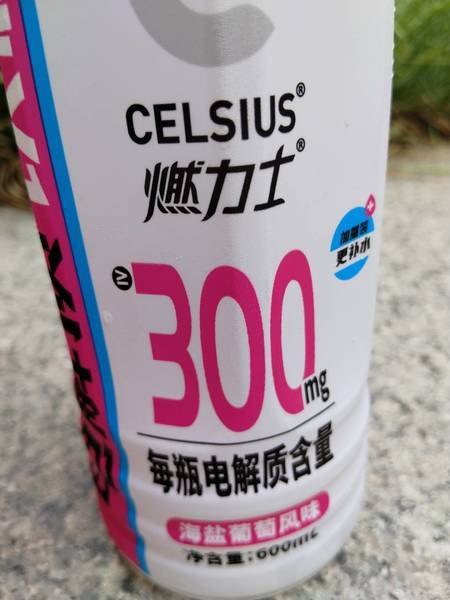 CELSIUS®
燃力士®
加量装
更补水
≥
300mg
每瓶电解质含量
海盐葡萄风味
净含量:600mL